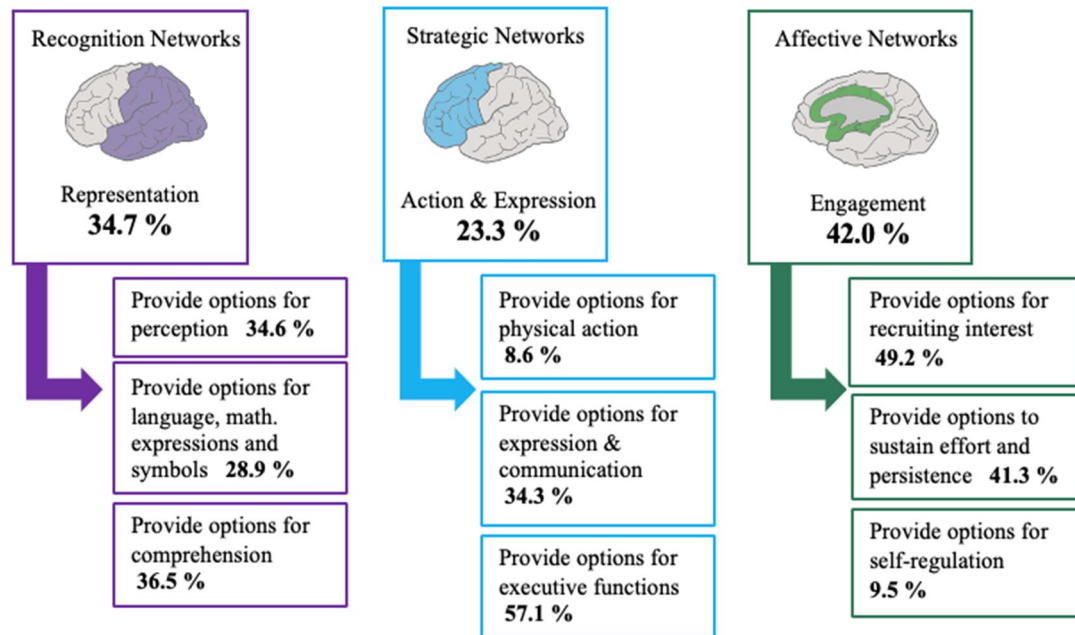 Recognition Networks
Representation
34.7 %
Provide options for
perception 34.6 %
Provide options for
language, math.
expressions and
symbols 28.9 %
Provide options for
comprehension
36.5 %
Strategic Networks
Action & Expression
23.3 %
Provide options for
physical action
8.6 %
Provide options for
expression &
communication
34.3 %
Provide options for
executive functions
57.1 %
Affective Networks
Engagement
42.0 %
Provide options for
recruiting interest
49.2 %
Provide options to
sustain effort and
persistence 41.3 %
Provide options for
self-regulation
9.5 %